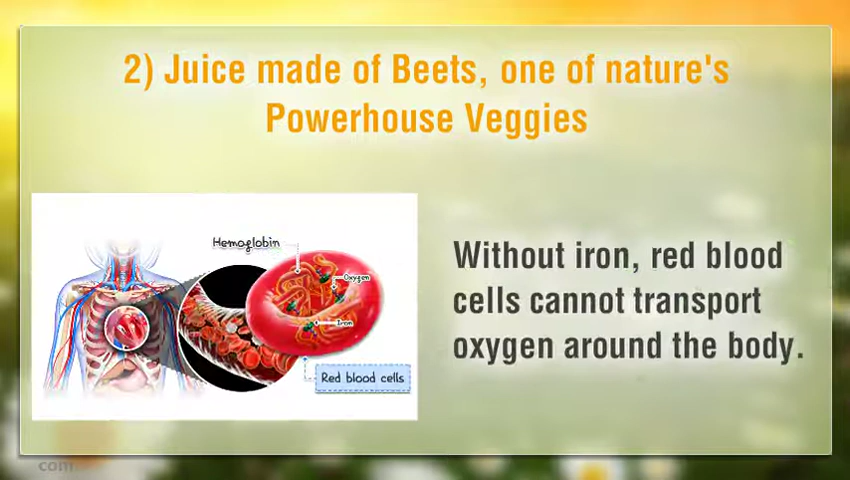 2) Juice made of Beets, one of nature's
Powerhouse Veggies
Hemoglobin
Oxygen
Iron
Red blood cells
Without iron, red blood
cells cannot transport
oxygen around the body.
com